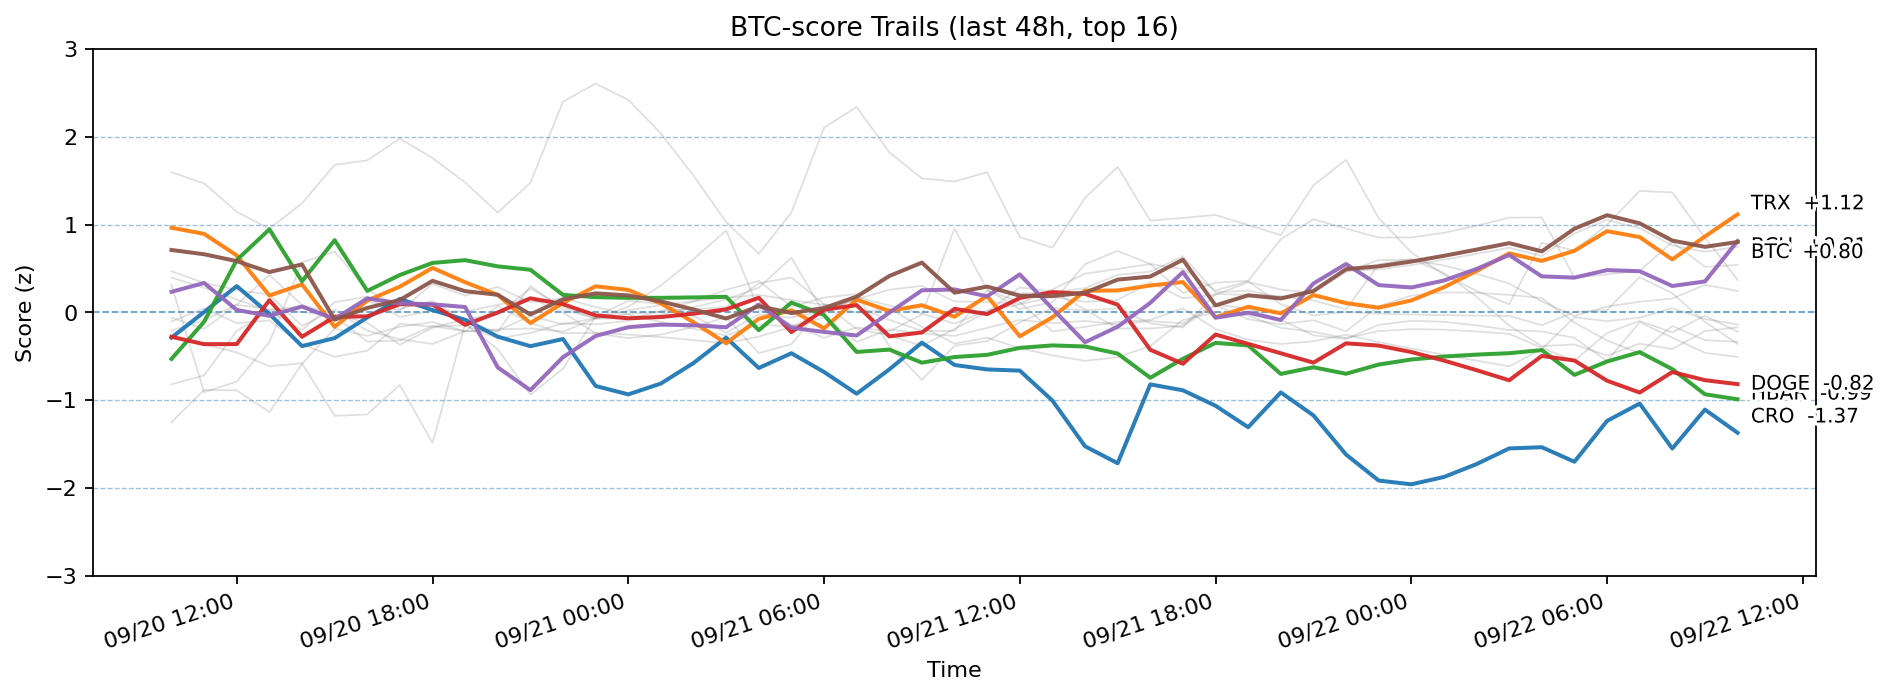 BTC-score Trails (last 48h, top 16)
3
2
1
0
−1
−2
−3
Score (z)
TRX +1.12
BTC +0.80
DOGE -0.82
HBAR -0.99
CRO -1.37
09/20 12:00
09/20 18:00
09/21 00:00
09/21 06:00
09/21 12:00
09/21 18:00
09/22 00:00
09/22 06:00
09/22 12:00
Time